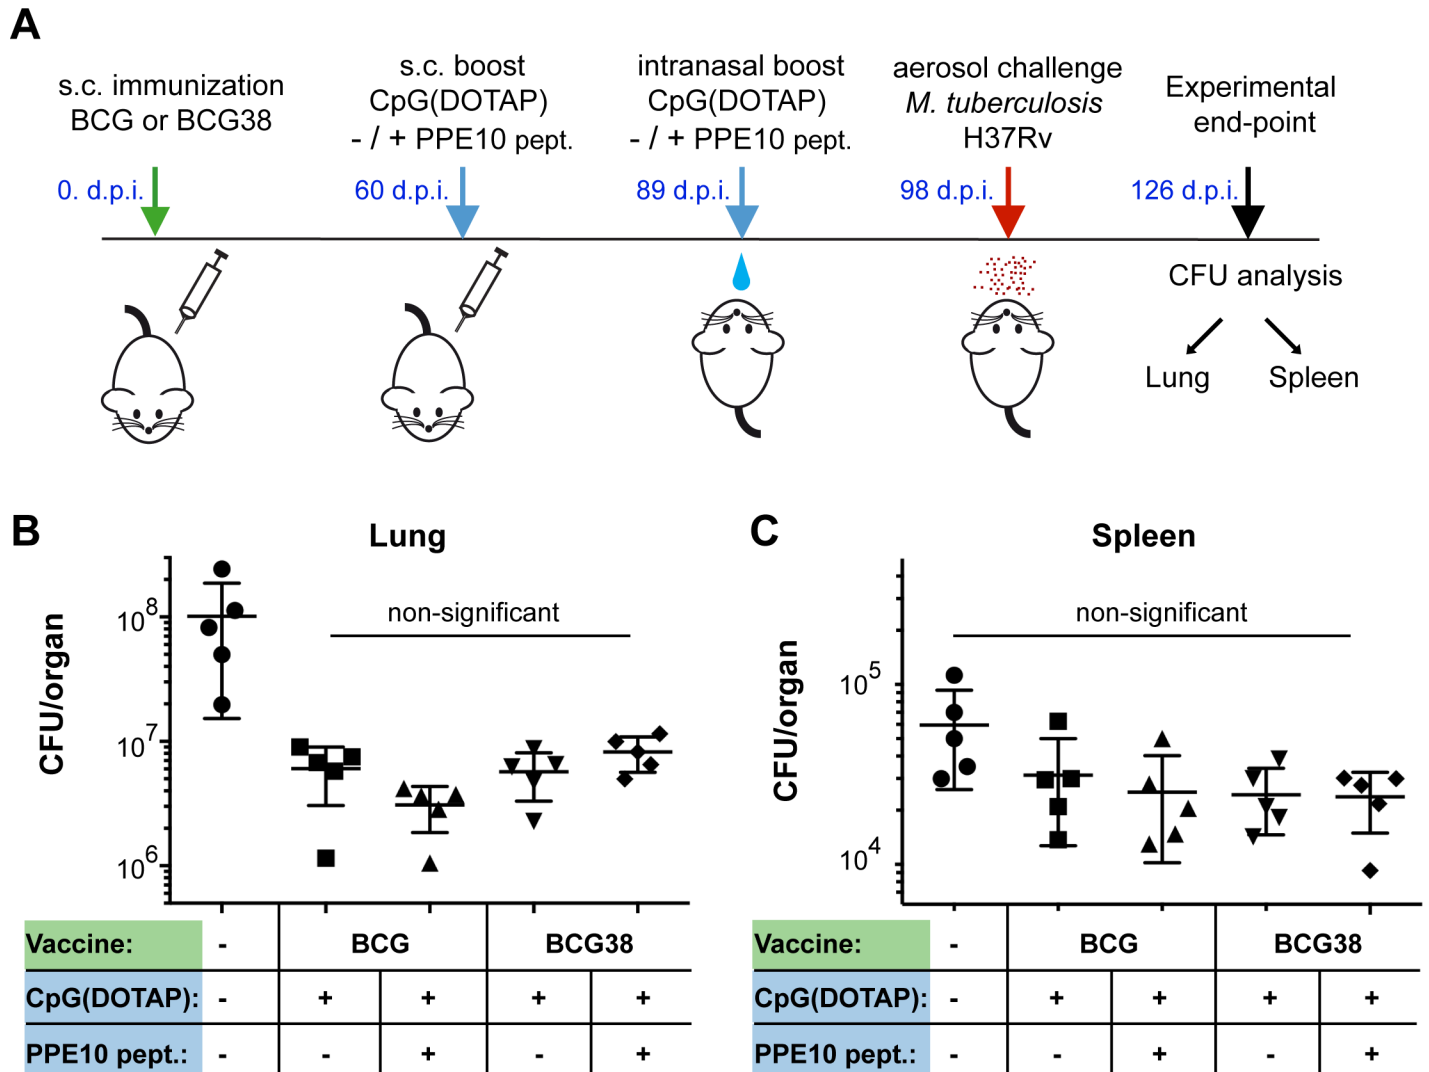 A
s.c. immunization
BCG or BCG38
s.c. boost
CpG(DOTAP)
- / + PPE10 pept.
intranasal boost
CpG(DOTAP)
- / + PPE10 pept.
aerosol challenge
M. tuberculosis
H37Rv
Experimental
end-point
0. d.p.i.
60 d.p.i.
89 d.p.i.
98 d.p.i.
126 d.p.i.
CFU analysis
Lung
Spleen
B
Lung
CFU/organ
10^8
10^7
10^6
non-significant
Vaccine: - BCG BCG38
CpG(DOTAP): - + + + +
PPE10 pept.: - - + - +
C
Spleen
CFU/organ
10^5
10^4
non-significant
Vaccine: - BCG BCG38
CpG(DOTAP): - + + + +
PPE10 pept.: - - + - +